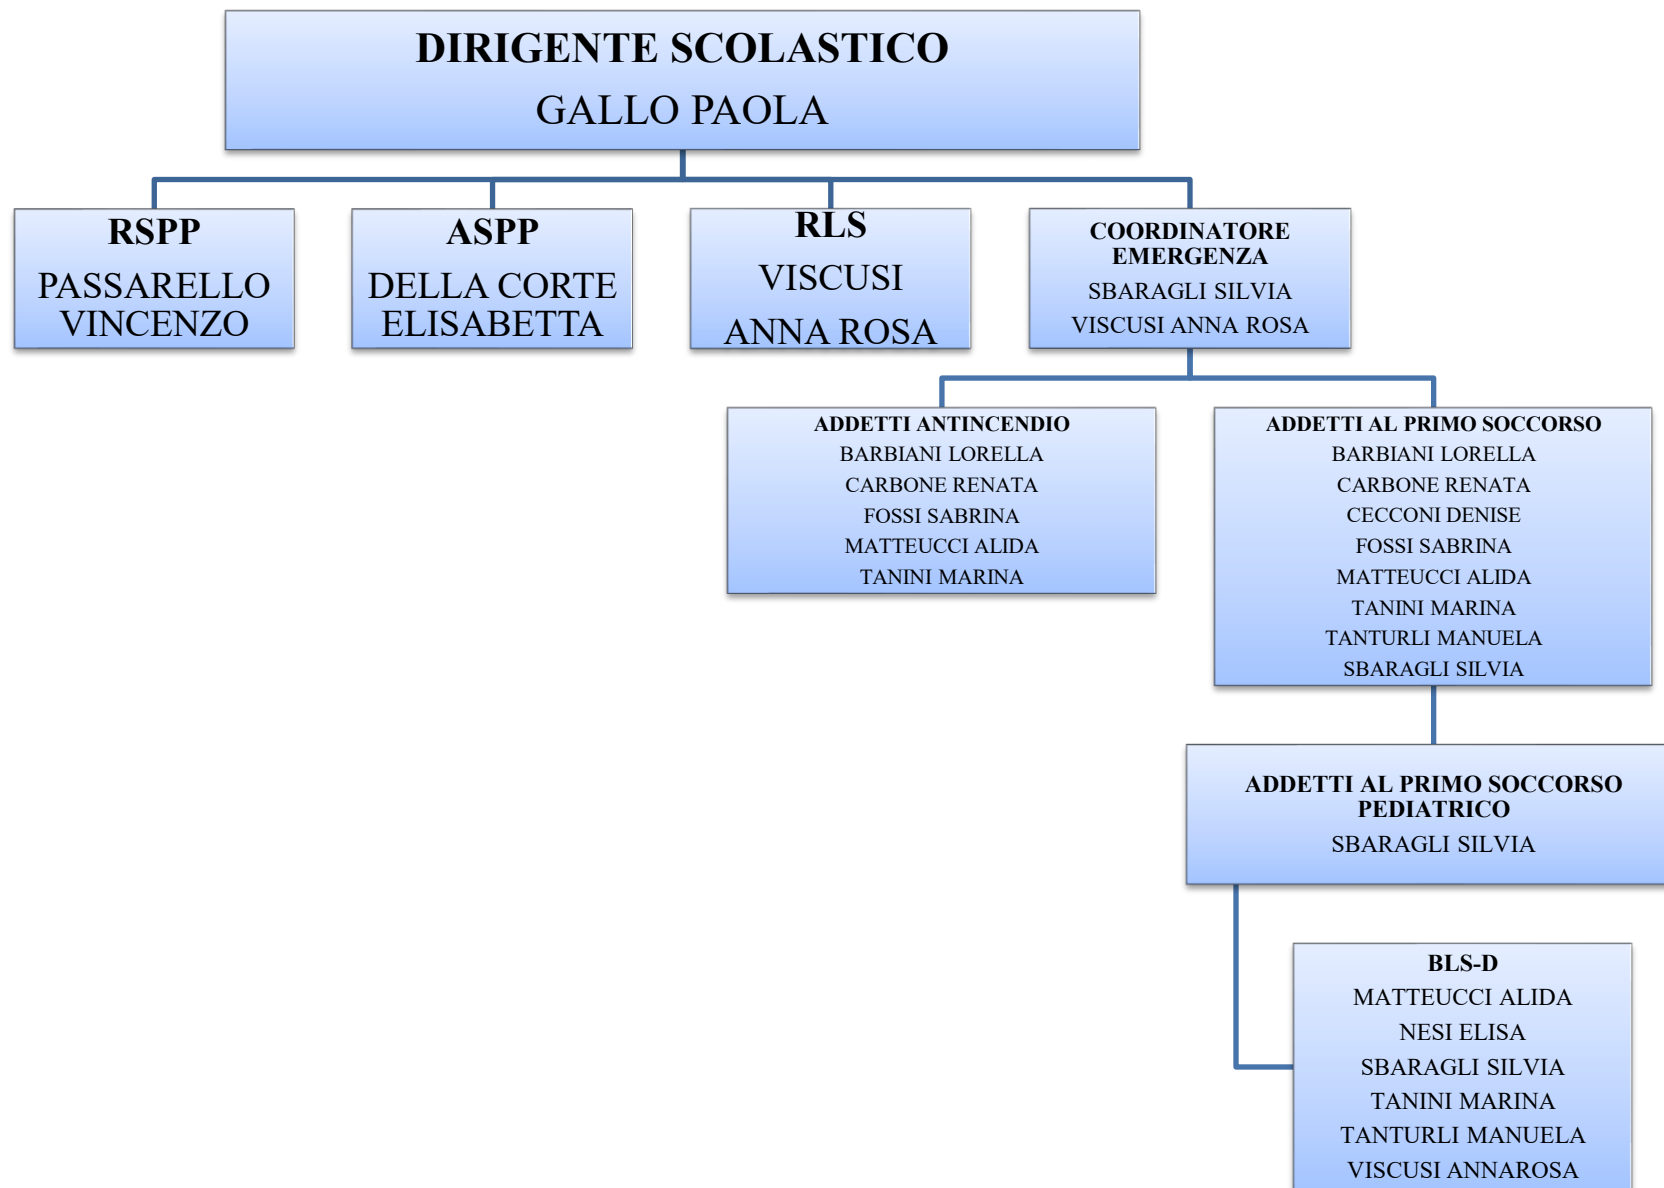 DIRIGENTE SCOLASTICO
GALLO PAOLA
RSPP
PASSARELLO
VINCENZO
ASPP
DELLA CORTE
ELISABETTA
RLS
VISCUSI
ANNA ROSA
COORDINATORE
EMERGENZA
SBARAGLI SILVIA
VISCUSI ANNA ROSA
ADDETTI ANTINCENDIO
BARBIANI LORELLA
CARBONE RENATA
FOSSI SABRINA
MATTEUCCI ALIDA
TANINI MARINA
ADDETTI AL PRIMO SOCCORSO
BARBIANI LORELLA
CARBONE RENATA
CECCONI DENISE
FOSSI SABRINA
MATTEUCCI ALIDA
TANINI MARINA
TANTURLI MANUELA
SBARAGLI SILVIA
ADDETTI AL PRIMO SOCCORSO
PEDIATRICO
SBARAGLI SILVIA
BLS-D
MATTEUCCI ALIDA
NESI ELISA
SBARAGLI SILVIA
TANINI MARINA
TANTURLI MANUELA
VISCUSI ANNAROSA